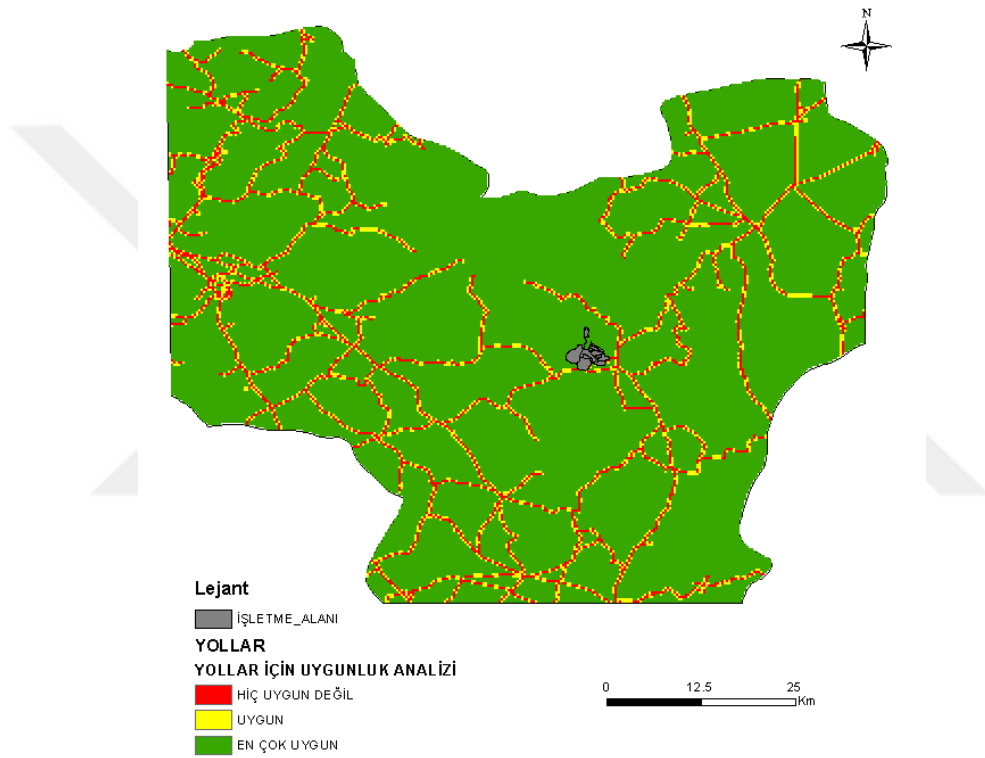 N
Lejant
İŞLETME_ALANI
YOLLAR
YOLLAR İÇİN UYGUNLUK ANALİZİ
HİÇ UYGUN DEĞİL
UYGUN
EN ÇOK UYGUN
0 12.5 25
Km